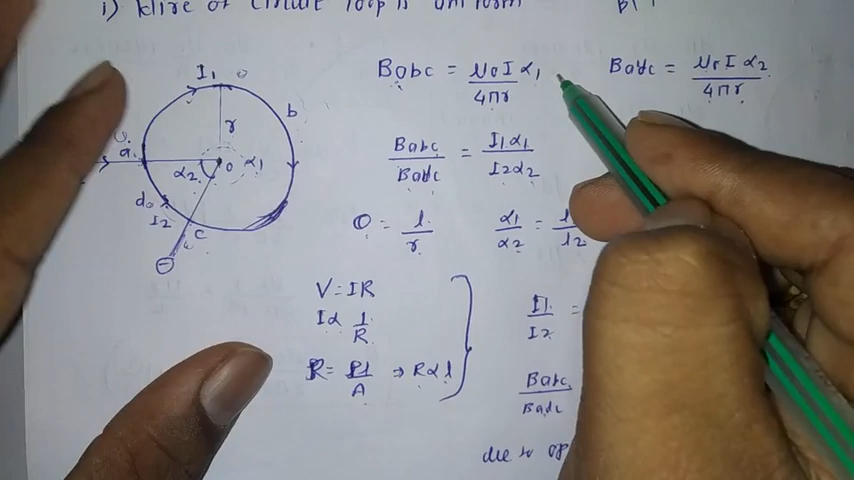 i) Wire of circular loop is uniform
I₁
Babc = μ₀ I α₁ / 4πr
Badc = μ₀ I α₂ / 4πr
r
b
a
o
α₁
α₂
Babc / Badc = I₁α₁ / I₂α₂
d
I₂
c
⊖
θ = l / r
α₁ / α₂ = l / l₂
V = IR
I α 1 / R
R = ρl / A ⇒ R α l
I₁ / I₂ =
Babc / Badc
due to op